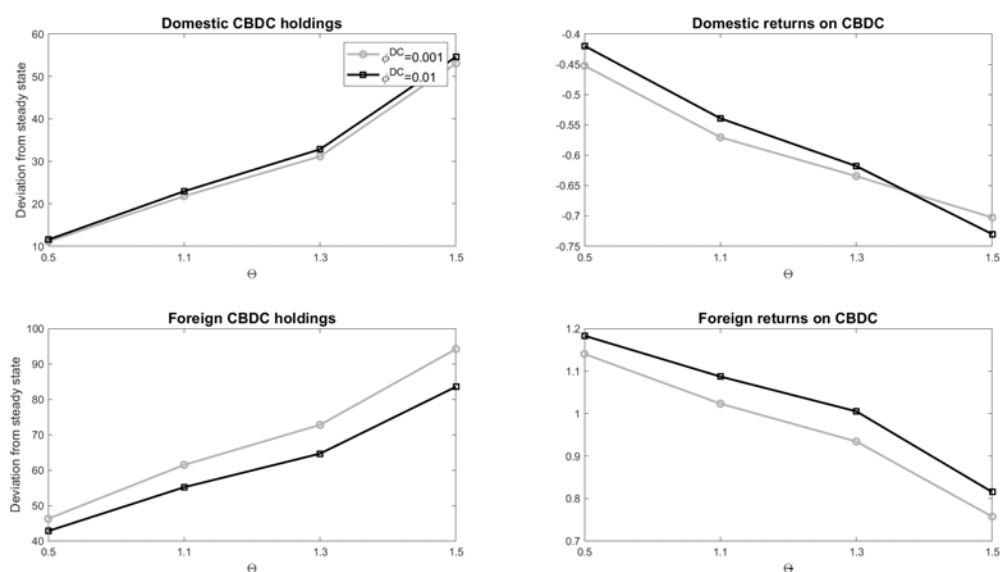 Domestic CBDC holdings
Deviation from steady state
60
50
40
30
20
10
0.5 1.1 1.3 1.5
Θ
ϕ^DC=0.001
ϕ^DC=0.01
Domestic returns on CBDC
-0.4
-0.45
-0.5
-0.55
-0.6
-0.65
-0.7
-0.75
0.5 1.1 1.3 1.5
Θ
Foreign CBDC holdings
Deviation from steady state
100
90
80
70
60
50
40
0.5 1.1 1.3 1.5
Θ
Foreign returns on CBDC
1.2
1.1
1
0.9
0.8
0.7
0.5 1.1 1.3 1.5
Θ